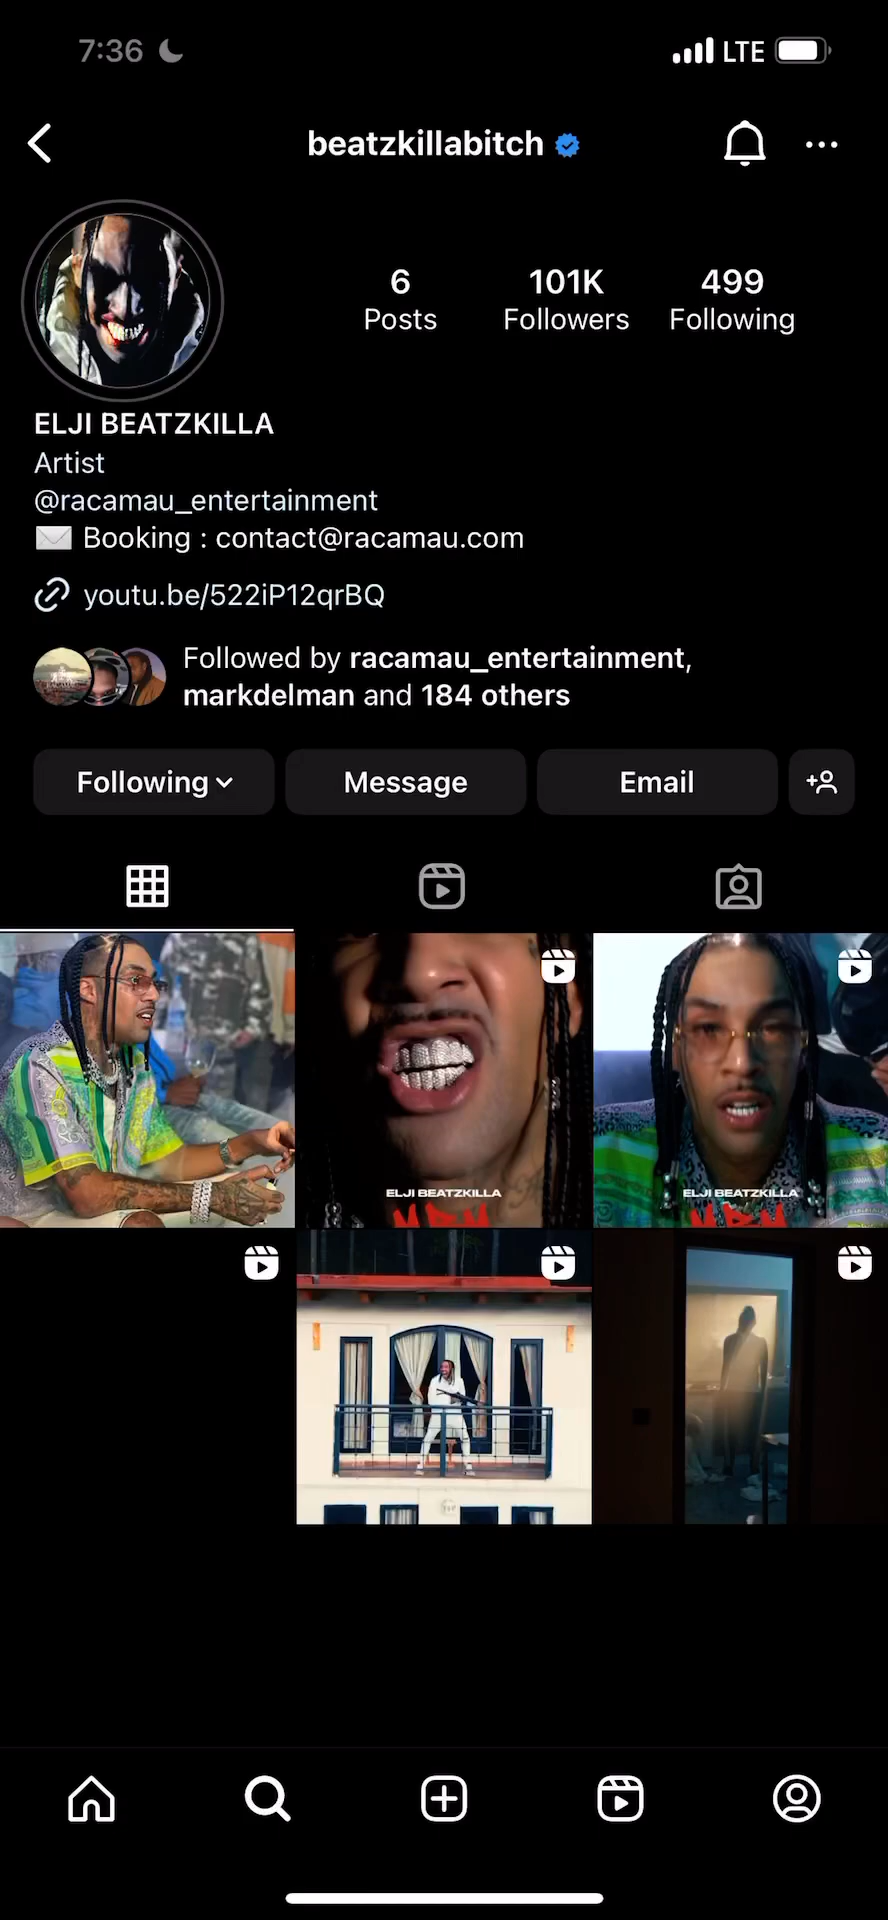 7:36
LTE
beatzkillabitch
6
Posts
101K
Followers
499
Following
ELJI BEATZKILLA
Artist
@racamau_entertainment
✉️ Booking : contact@racamau.com
youtu.be/522iP12qrBQ
Followed by racamau_entertainment,
markdelman and 184 others
Following
Message
Email
ELJI BEATZKILLA
ELJI BEATZKILLA